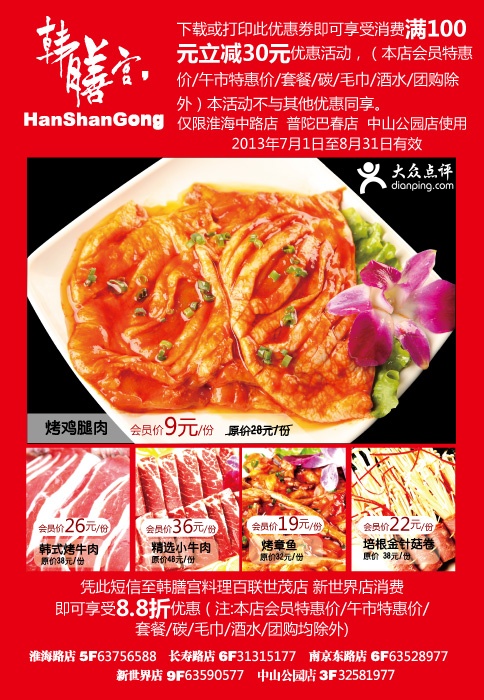 韩膳宫
HanShanGong
下载或打印此优惠券即可享受消费满100
元立减30元优惠活动，（本店会员特惠
价/午市特惠价/套餐/碳/毛巾/酒水/团购除
外）本活动不与其他优惠同享。
仅限淮海中路店 普陀巴春店 中山公园店使用
2013年7月1日至8月31日有效
大众点评
dianping.com
烤鸡腿肉 会员价9元/份 原价28元/份
会员价26元/份
韩式烤牛肉
原价38元/份
会员价36元/份
精选小牛肉
原价48元/份
会员价19元/份
烤章鱼
原价32元/份
会员价22元/份
培根金针菇卷
原价 38元/份
凭此短信至韩膳宫料理百联世茂店 新世界店消费
即可享受8.8折优惠（注:本店会员特惠价/午市特惠价/
套餐/碳/毛巾/酒水/团购均除外)
淮海路店 5F63756588 长寿路店 6F31315177 南京东路店 6F63528977
新世界店 9F63590577 中山公园店 3F32581977